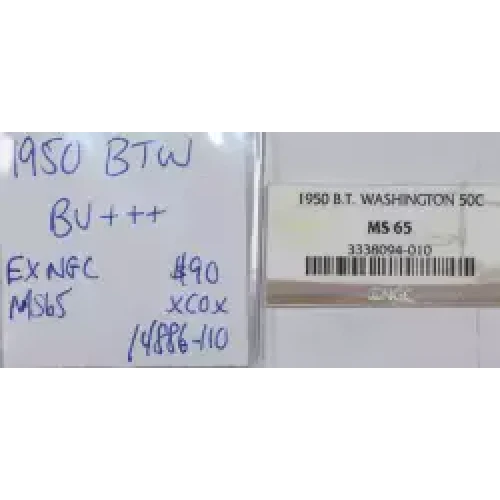 1950 BTW
BU+++
EX NGC $90
MS65 XCOX
14886-110
1950 B.T. WASHINGTON 50C
MS 65
3338094-010
NGC